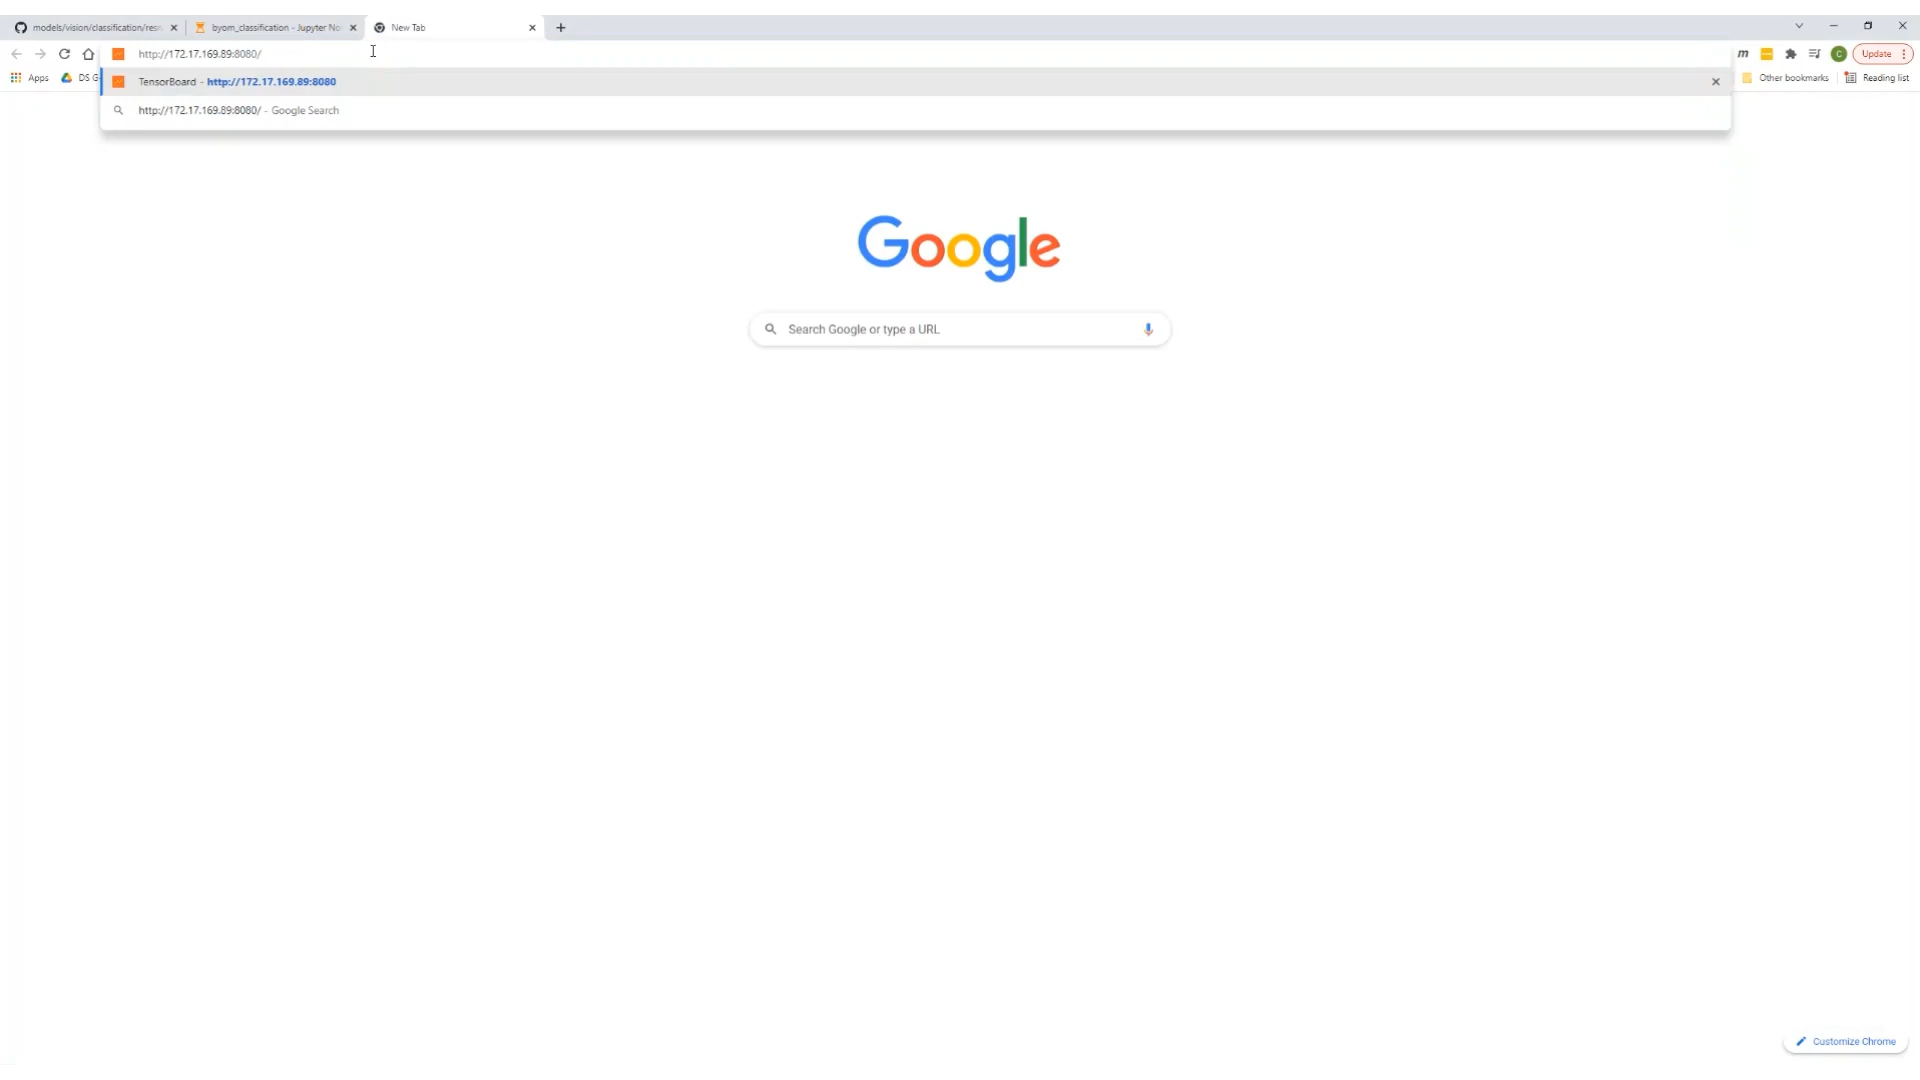 models/vision/classification/resn
byom_classification - Jupyter No
New Tab
http://172.17.169.89:8080/
m
C
Update
Apps
DS G
TensorBoard - http://172.17.169.89:8080
Other bookmarks
Reading list
http://172.17.169.89:8080/ - Google Search
Google
Search Google or type a URL
Customize Chrome